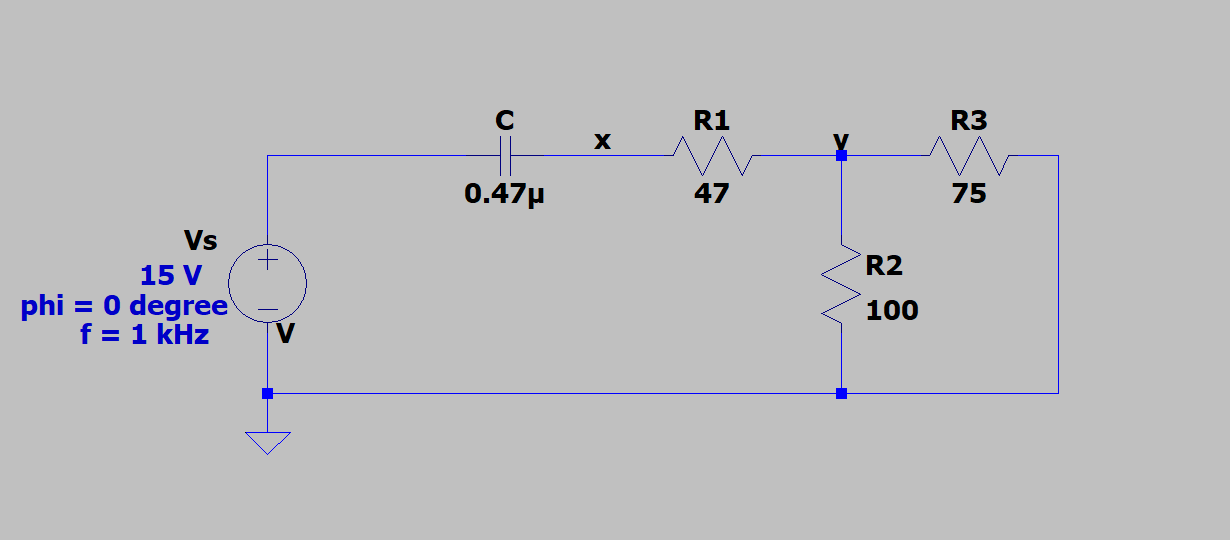 C
x
R1
v
R3
0.47µ
47
75
Vs
15 V
phi = 0 degree
f = 1 kHz
V
R2
100